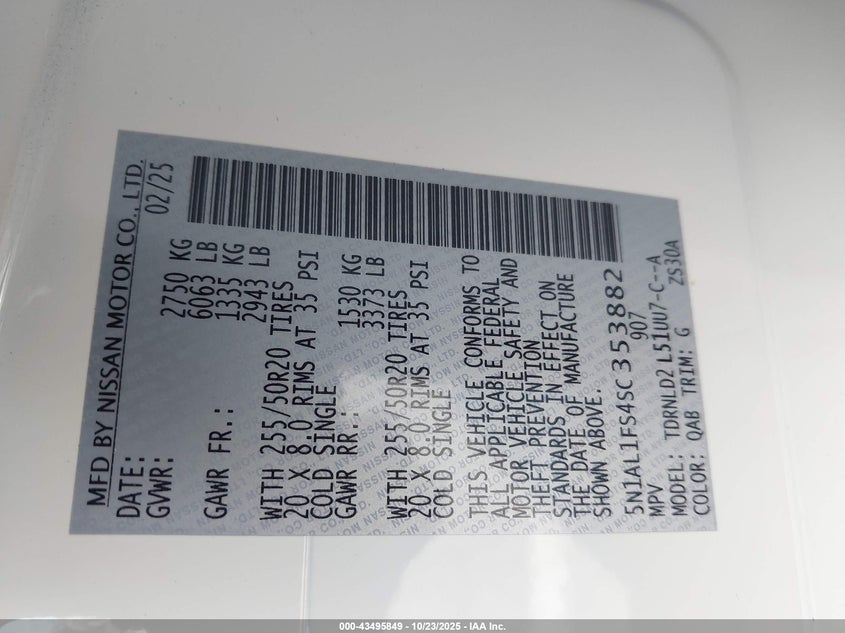 MFD BY NISSAN MOTOR CO., LTD.
DATE: 02/25
GVWR: 2750 KG
6063 LB
GAWR FR.: 1335 KG
2943 LB
WITH 255/50R20 TIRES
20 X 8.0 RIMS AT 35 PSI
COLD SINGLE
GAWR RR.: 1530 KG
3373 LB
WITH 255/50R20 TIRES
20 X 8.0 RIMS AT 35 PSI
COLD SINGLE
THIS VEHICLE CONFORMS TO
ALL APPLICABLE FEDERAL
MOTOR VEHICLE SAFETY AND
THEFT PREVENTION
STANDARDS IN EFFECT ON
THE DATE OF MANUFACTURE
SHOWN ABOVE.
5N1AL1FS4SC353882
MPV 907
MODEL: TDRNLD2 L51UU7-C--A
COLOR: QAB TRIM: G ZS30A
000-43495849 - 10/23/2025 - IAA Inc.